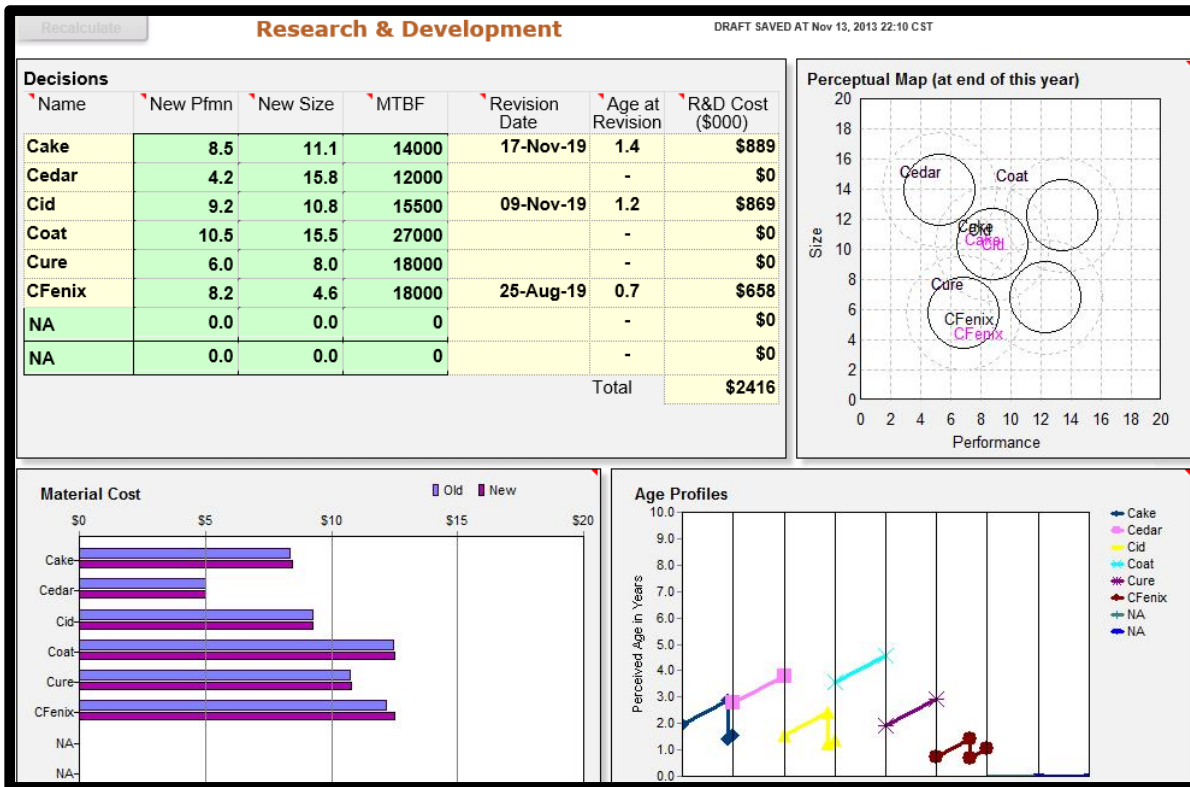 Recalculate
Research & Development
DRAFT SAVED AT Nov 13, 2013 22:10 CST
Decisions
Name New Pfmn New Size MTBF Revision Date Age at Revision R&D Cost ($000)
Cake 8.5 11.1 14000 17-Nov-19 1.4 $889
Cedar 4.2 15.8 12000 - $0
Cid 9.2 10.8 15500 09-Nov-19 1.2 $869
Coat 10.5 15.5 27000 - $0
Cure 6.0 8.0 18000 - $0
CFenix 8.2 4.6 18000 25-Aug-19 0.7 $658
NA 0.0 0.0 0 - $0
NA 0.0 0.0 0 - $0
Total $2416
Perceptual Map (at end of this year)
20
18
16
14
12
10
8
6
4
2
0
Size
Cedar
Coat
Cake
Cid
Cake
Cid
Cure
CFenix
CFenix
0 2 4 6 8 10 12 14 16 18 20
Performance
Material Cost
Old New
$0 $5 $10 $15 $20
Cake
Cedar
Cid
Coat
Cure
CFenix
NA
NA
Age Profiles
Perceived Age in Years
10.0
9.0
8.0
7.0
6.0
5.0
4.0
3.0
2.0
1.0
0.0
Cake
Cedar
Cid
Coat
Cure
CFenix
NA
NA